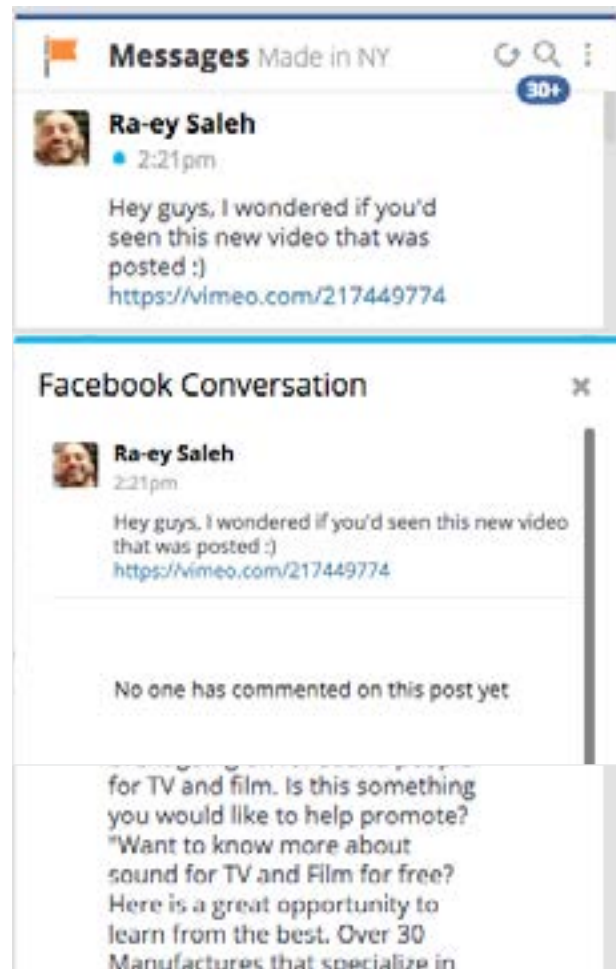 Messages Made in NY
30+
Ra-ey Saleh
2:21pm
Hey guys, I wondered if you'd
seen this new video that was
posted :)
https://vimeo.com/217449774
Facebook Conversation
Ra-ey Saleh
2:21pm
Hey guys, I wondered if you'd seen this new video
that was posted :)
https://vimeo.com/217449774
No one has commented on this post yet
for TV and film. Is this something
you would like to help promote?
"Want to know more about
sound for TV and Film for free?
Here is a great opportunity to
learn from the best. Over 30
Manufactures that specialize in